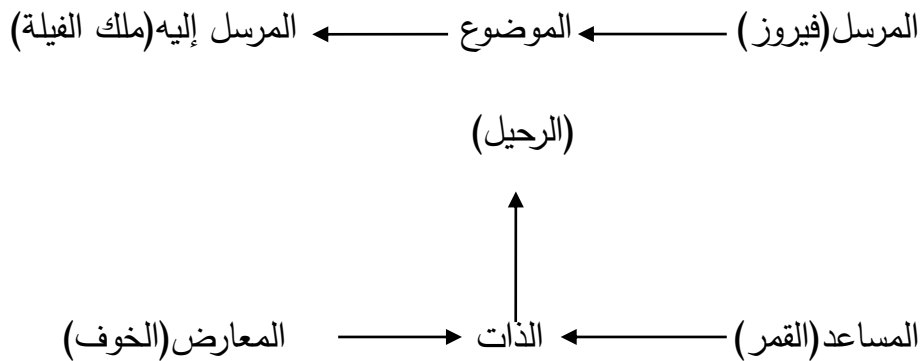 المرسل(فيروز) الموضوع المرسل إليه(ملك الفيلة)
(الرحيل)
المساعد(القمر) الذات المعارض(الخوف)